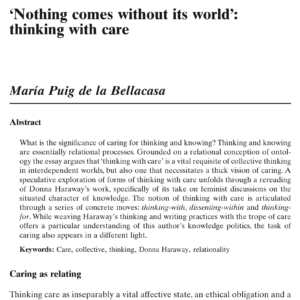 ‘Nothing comes without its world’:
thinking with care
María Puig de la Bellacasa
Abstract
What is the significance of caring for thinking and knowing? Thinking and knowing
are essentially relational processes. Grounded on a relational conception of ontol-
ogy the essay argues that ‘thinking with care’ is a vital requisite of collective thinking
in interdependent worlds, but also one that necessitates a thick vision of caring. A
speculative exploration of forms of thinking with care unfolds through a rereading
of Donna Haraway’s work, specifically of its take on feminist discussions on the
situated character of knowledge. The notion of thinking with care is articulated
through a series of concrete moves: thinking-with, dissenting-within and thinking-
for. While weaving Haraway’s thinking and writing practices with the trope of care
offers a particular understanding of this author’s knowledge politics, the task of
caring also appears in a different light.
Keywords: Care, collective, thinking, Donna Haraway, relationality
Caring as relating
Thinking care as inseparably a vital affective state, an ethical obligation and a